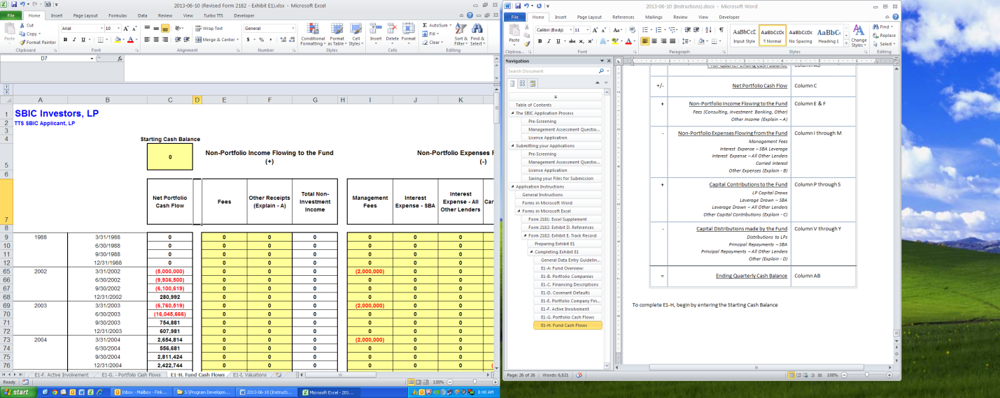 2013-06-10 (Revised Form 2182 - Exhibit E1).xlsx - Microsoft Excel
File Home Insert Page Layout Formulas Data Review View Turbo TTS Developer
Cut
Copy
Format Painter
Paste
Clipboard
Arial 10
Font
Wrap Text
Merge & Center
Alignment
General
Number
Conditional Formatting
Format as Table
Cell Styles
Styles
Insert Delete Format
Cells
AutoSum
Fill
Clear
Sort & Filter
Find & Select
Editing
D7
fx
A B C D E F G H I J K
1 SBIC Investors, LP
2 TTS SBIC Applicant, LP
3
4 Starting Cash Balance
5 0 Non-Portfolio Income Flowing to the Fund (+) Non-Portfolio Expenses F (-)
6
7 Net Portfolio Cash Flow Fees Other Receipts (Explain - A) Total Non-Investment Income Management Fees Interest Expense - SBA Interest Expense - All Other Lenders Car
8
9 1988 3/31/1988 0 0 0 0 0 0 0
10 6/30/1988 0 0 0 0 0 0 0
11 9/30/1988 0 0 0 0 0 0 0
12 12/31/1988 0 0 0 0 0 0 0
65 2002 3/31/2002 (5,000,000) 0 0 0 (2,000,000) 0 0
66 6/30/2002 (9,936,500) 0 0 0 0 0 0
67 9/30/2002 (6,100,619) 0 0 0 0 0 0
68 12/31/2002 280,992 0 0 0 0 0 0
69 2003 3/31/2003 (6,760,519) 0 0 0 (2,000,000) 0 0
70 6/30/2003 (16,045,666) 0 0 0 0 0 0
71 9/30/2003 754,881 0 0 0 0 0 0
72 12/31/2003 607,981 0 0 0 0 0 0
73 2004 3/31/2004 2,654,814 0 0 0 (2,000,000) 0 0
74 6/30/2004 556,681 0 0 0 0 0 0
75 9/30/2004 2,811,424 0 0 0 0 0 0
76 12/31/2004 2,422,744 0 0 0 0 0 0
E1-F. Active Involvement E1-G. - Portfolio Cash Flows E1-H. Fund Cash Flows E1-I. Valuations
Ready 130%
start
Inbox - Mailbox - Fink... S:\Program Developm... 2013-06-10 (Instructi... Microsoft Excel - 201...
8:48 AM
2013-06-10 (Instructions).docx - Microsoft Word
File Home Insert Page Layout References Mailings Review View Developer
Paste
Clipboa...
Calibri (Body) 11
Font
Paragraph
AaBbCcI AaBbCcDc AaBbCcDc AaBbC
Input Style ¶ Normal No Spacing Heading 1
Change Styles
Styles
Find
Replace
Select
Editing
Navigation
Search Document
Table of Contents
The SBIC Application Process
Pre-Screening
Management Assessment Questio...
License Application
Submitting your Applications
Pre-Screening
Management Assessment Questio...
License Application
Saving your Files for Submission
Application Instructions
General Instructions
Forms in Microsoft Word
Forms in Microsoft Excel
Form 2181: Excel Supplement
Form 2182: Exhibit D. References
Form 2182: Exhibit E. Track Record
Preparing Exhibit E1
Completing Exhibit E1
General Data Entry Guidelin...
E1-A: Fund Overview:
E1-B. Portfolio Companies
E1-C. Financing Descriptions
E1-D. Covenant Defaults
E1-E. Portfolio Company Fin...
E1-F. Active Involvement
E1-G. Portfolio Cash Flows
E1-H. Fund Cash Flows
Prior Quarter Ending Cash Balance Column AB
+/- Net Portfolio Cash Flow Column C
+ Non-Portfolio Income Flowing to the Fund Column E & F
Fees (Consulting, Investment Banking, Other)
Other Income (Explain – A)
- Non-Portfolio Expenses Flowing from the Fund Column I through M
Management Fees
Interest Expense – SBA Leverage
Interest Expense – All Other Lenders
Carried Interest
Other Expenses (Explain - B)
+ Capital Contributions to the Fund Column P through S
LP Capital Draws
Leverage Drawn – SBA
Leverage Drawn – All Other Lenders
Other Capital Contributions (Explain - C)
- Capital Distributions made by the Fund Column V through Y
Distributions to LPs
Principal Repayments – SBA
Principal Repayments – All Other Lenders
Other (Explain - D)
= Ending Quarterly Cash Balance Column AB
To complete E1-H, begin by entering the Starting Cash Balance
Page: 26 of 26 Words: 6,821 100%